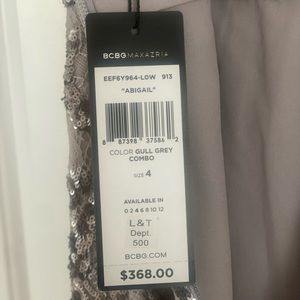 BCBGMAXAZRIA
EEF6Y964-LOW 913
"ABIGAIL"
8 87398 37586 2
COLOR GULL GREY
COMBO
SIZE 4
AVAILABLE IN
0 2 4 6 8 10 12
L & T
Dept.
500
BCBG.COM
$368.00